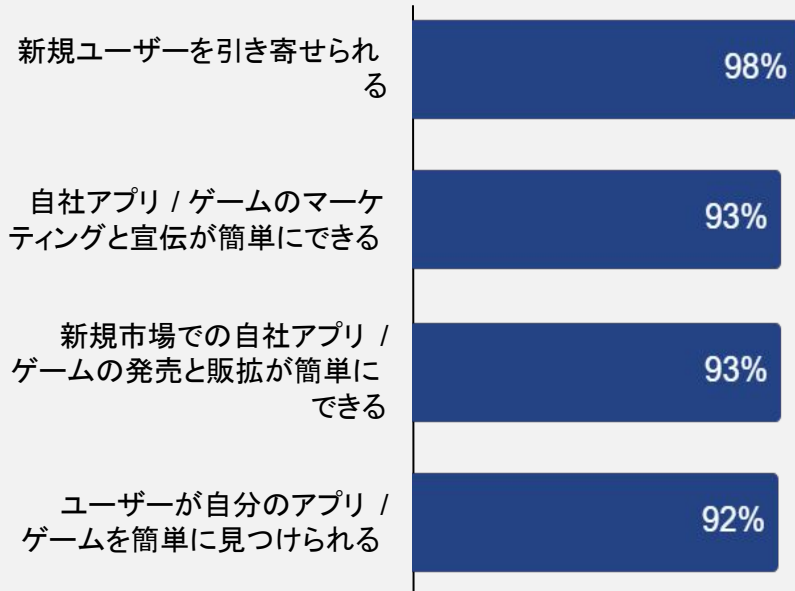 新規ユーザーを引き寄せられ
る
98%
自社アプリ / ゲームのマーケ
ティングと宣伝が簡単にできる
93%
新規市場での自社アプリ /
ゲームの発売と販拡が簡単に
できる
93%
ユーザーが自分のアプリ /
ゲームを簡単に見つけられる
92%